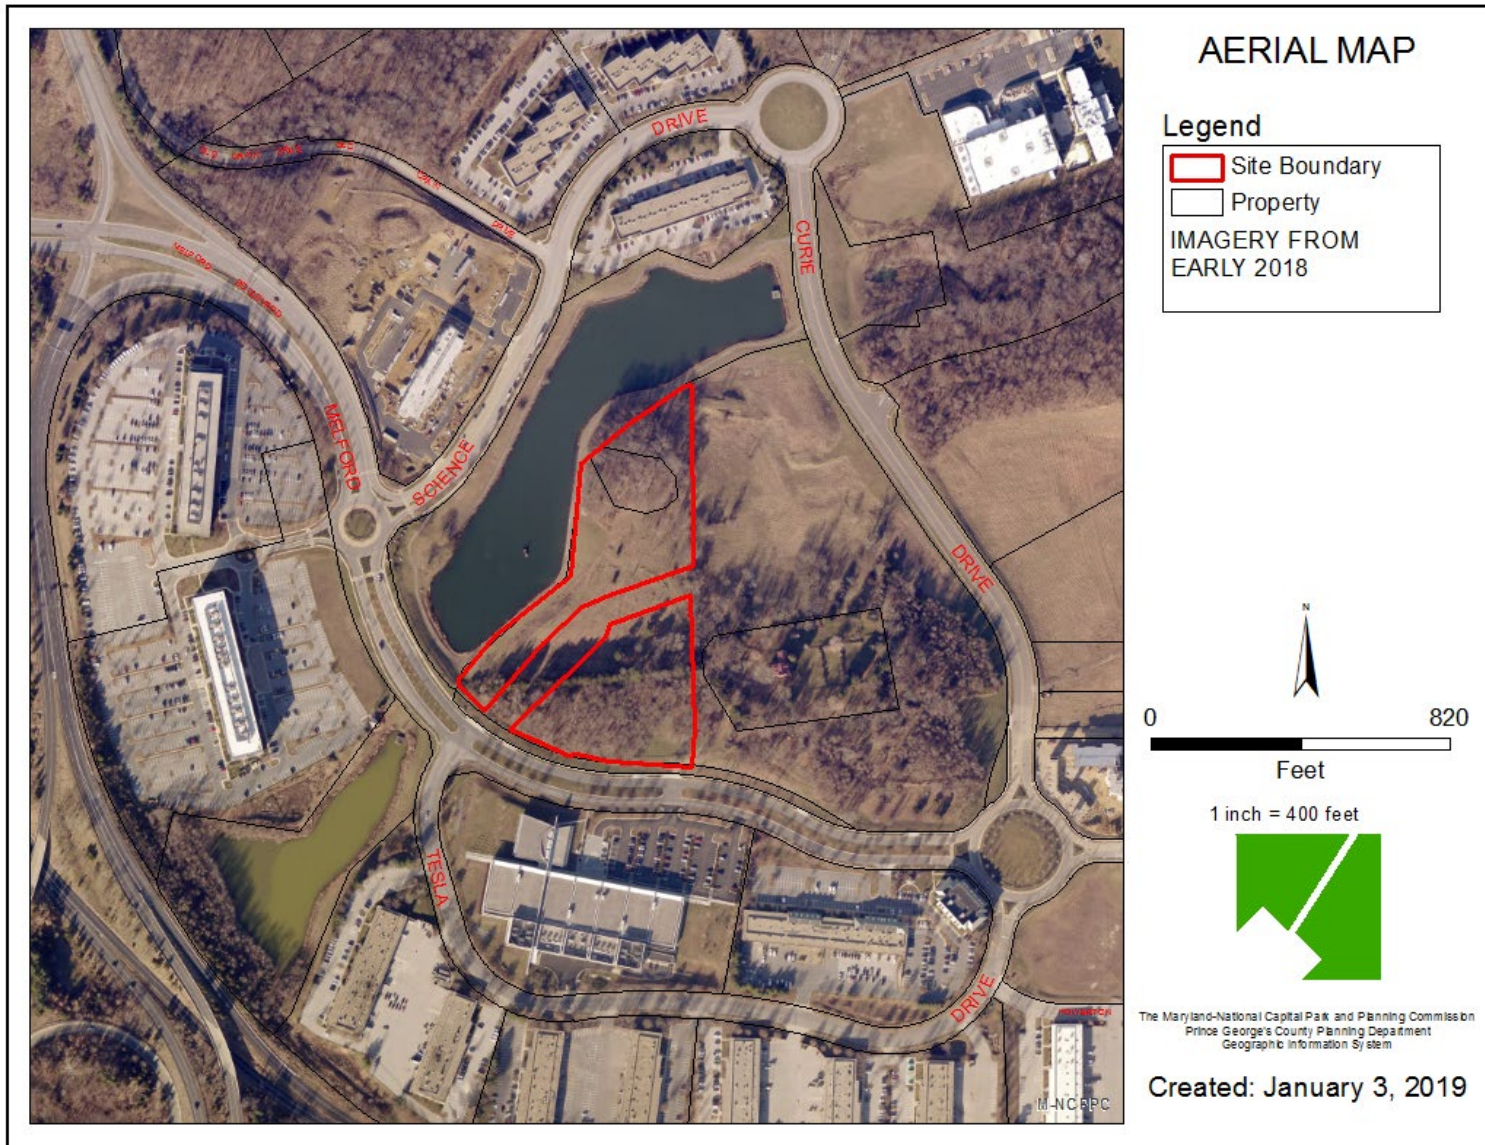 AERIAL MAP
Legend
Site Boundary
Property
IMAGERY FROM
EARLY 2018
DRIVE
CURIE
DRIVE
MELFORD
MELFORD
SCIENCE
DRIVE
TESLA
DRIVE
N
0
820
Feet
1 inch = 400 feet
The Maryland-National Capital Park and Planning Commission
Prince George's County Planning Department
Geographic Information System
Created: January 3, 2019
M-NCPPC